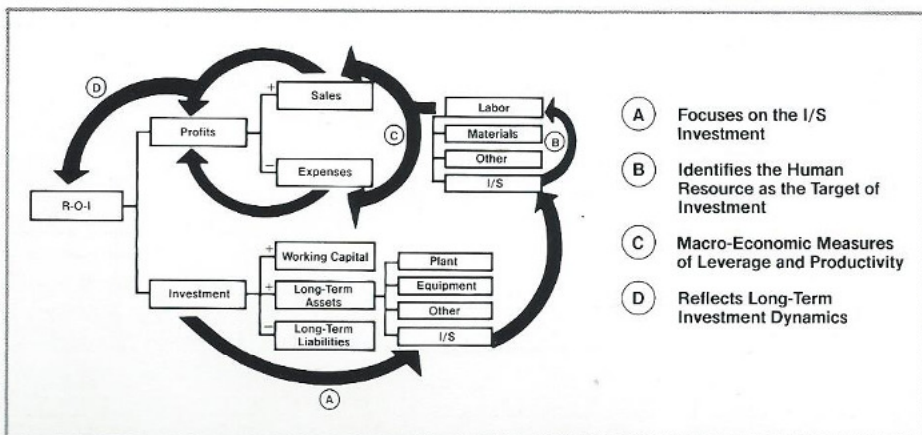 D
+
Sales
Profits
C
−
Expenses
Labor
Materials
Other
I/S
B
R-O-I
+
Working Capital
Investment
+
Long-Term
Assets
−
Long-Term
Liabilities
Plant
Equipment
Other
I/S
A
A Focuses on the I/S
Investment
B Identifies the Human
Resource as the Target of
Investment
C Macro-Economic Measures
of Leverage and Productivity
D Reflects Long-Term
Investment Dynamics